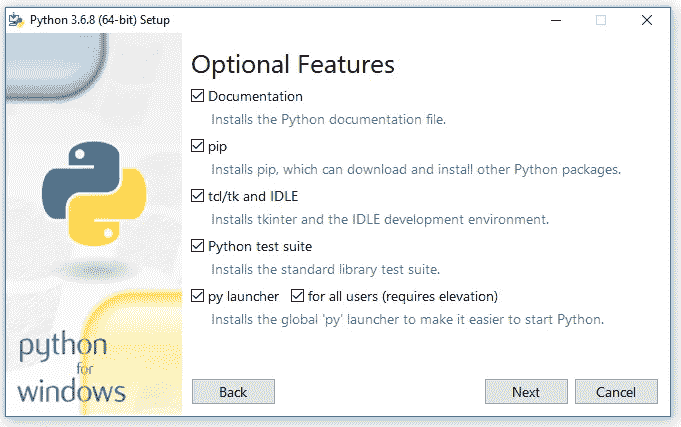 Python 3.6.8 (64-bit) Setup
Optional Features
Documentation
Installs the Python documentation file.
pip
Installs pip, which can download and install other Python packages.
tcl/tk and IDLE
Installs tkinter and the IDLE development environment.
Python test suite
Installs the standard library test suite.
py launcher for all users (requires elevation)
Installs the global 'py' launcher to make it easier to start Python.
python
for
windows
Back Next Cancel